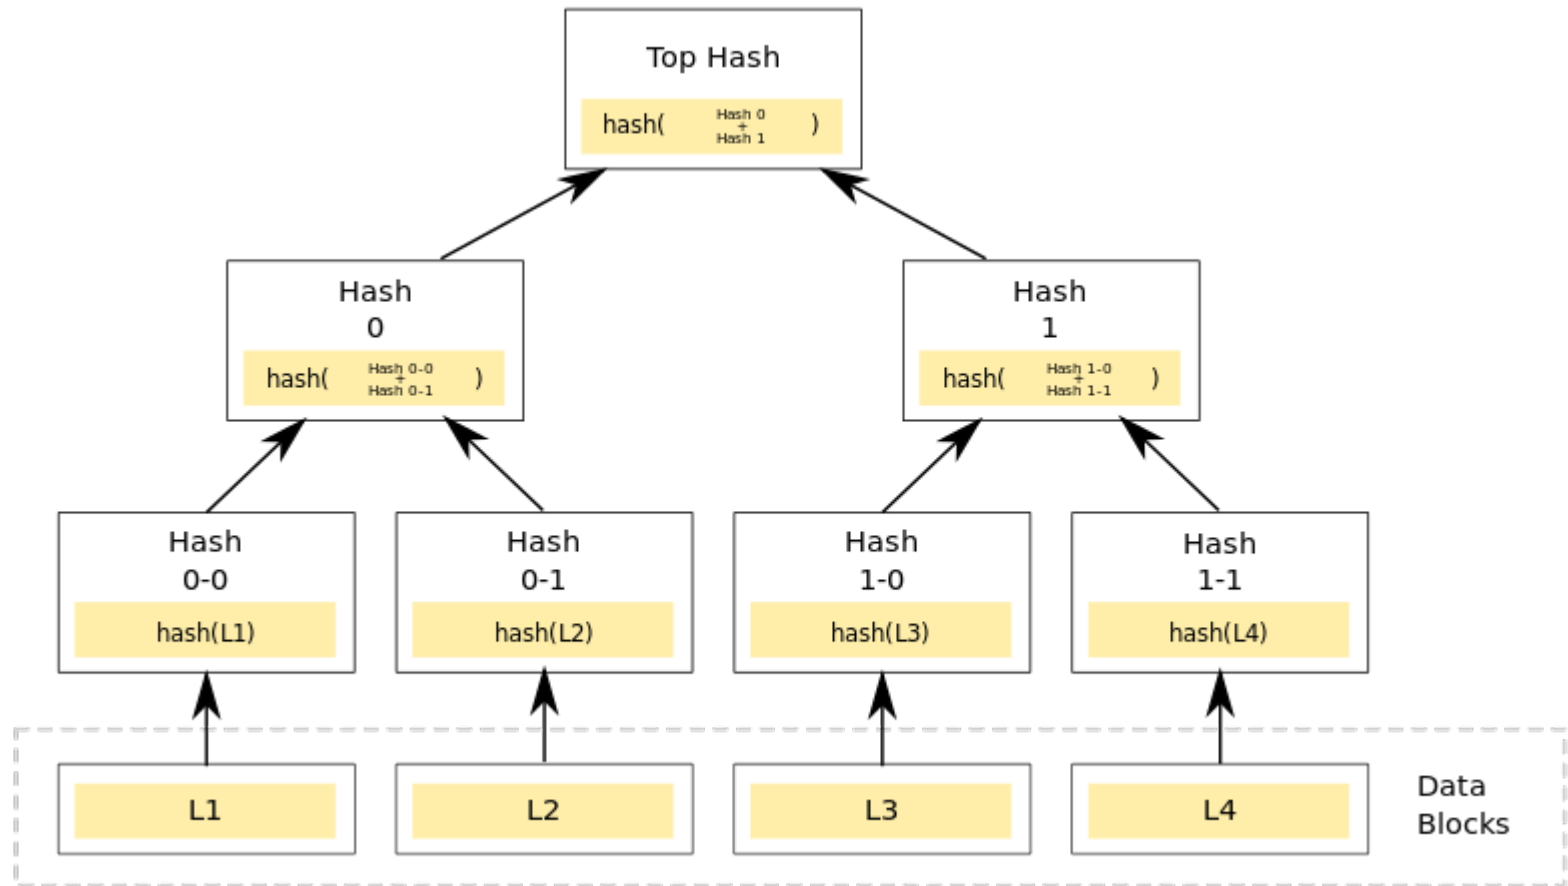 Top Hash
hash( Hash 0 + Hash 1 )
Hash
0
hash( Hash 0-0 + Hash 0-1 )
Hash
1
hash( Hash 1-0 + Hash 1-1 )
Hash
0-0
hash(L1)
Hash
0-1
hash(L2)
Hash
1-0
hash(L3)
Hash
1-1
hash(L4)
L1
L2
L3
L4
Data
Blocks